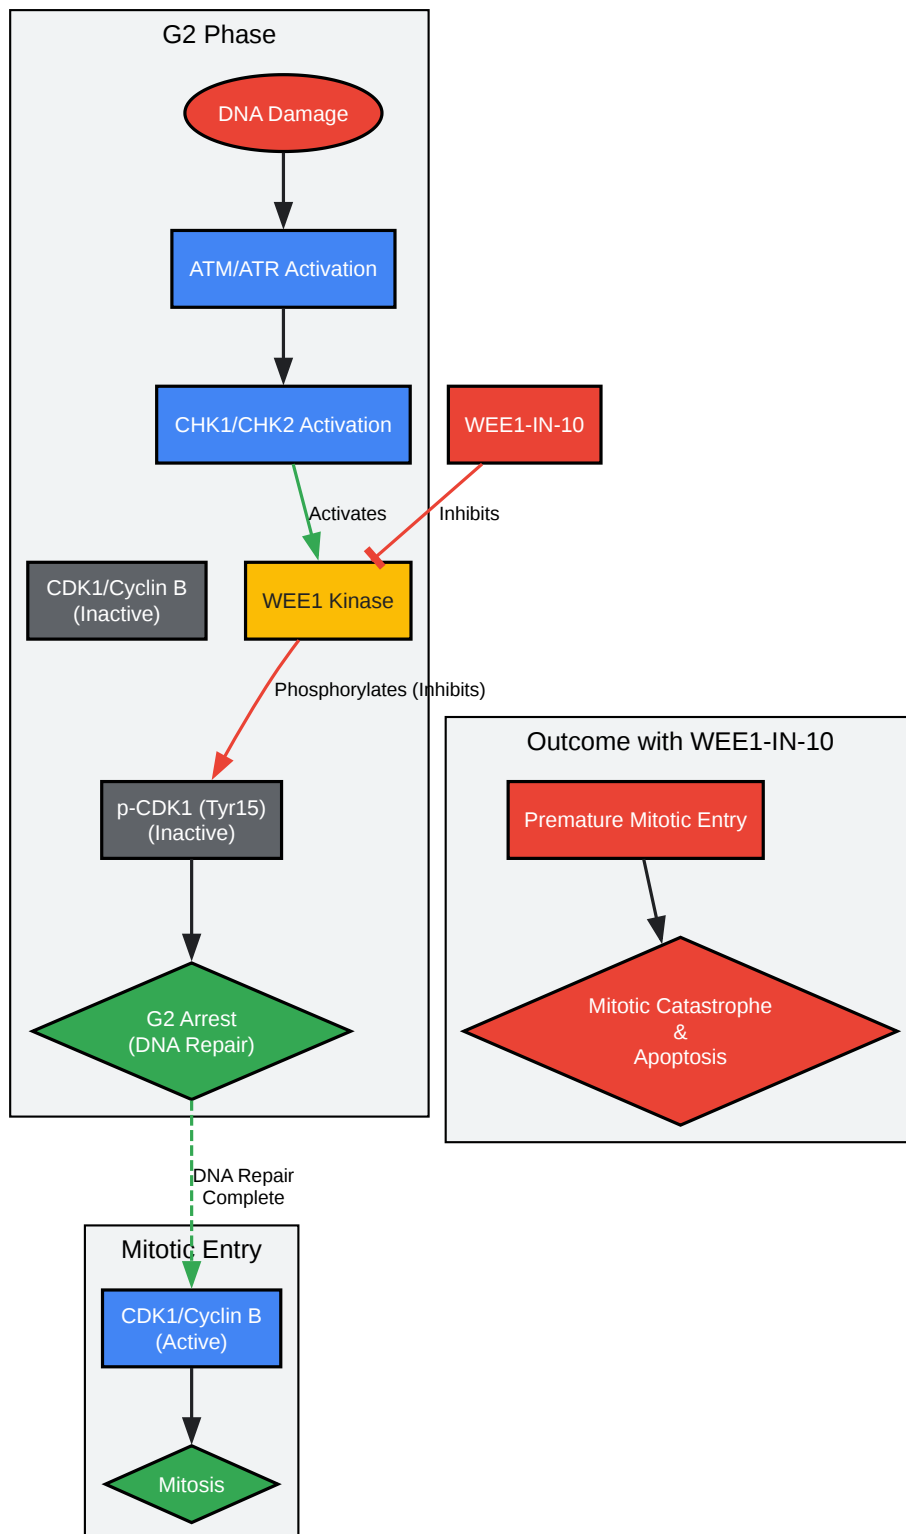 G2 Phase
DNA Damage
ATM/ATR Activation
CHK1/CHK2 Activation
WEE1-IN-10
Activates
Inhibits
CDK1/Cyclin B
(Inactive)
WEE1 Kinase
Phosphorylates (Inhibits)
Outcome with WEE1-IN-10
p-CDK1 (Tyr15)
(Inactive)
Premature Mitotic Entry
G2 Arrest
(DNA Repair)
Mitotic Catastrophe
&
Apoptosis
DNA Repair
Complete
Mitotic Entry
CDK1/Cyclin B
(Active)
Mitosis